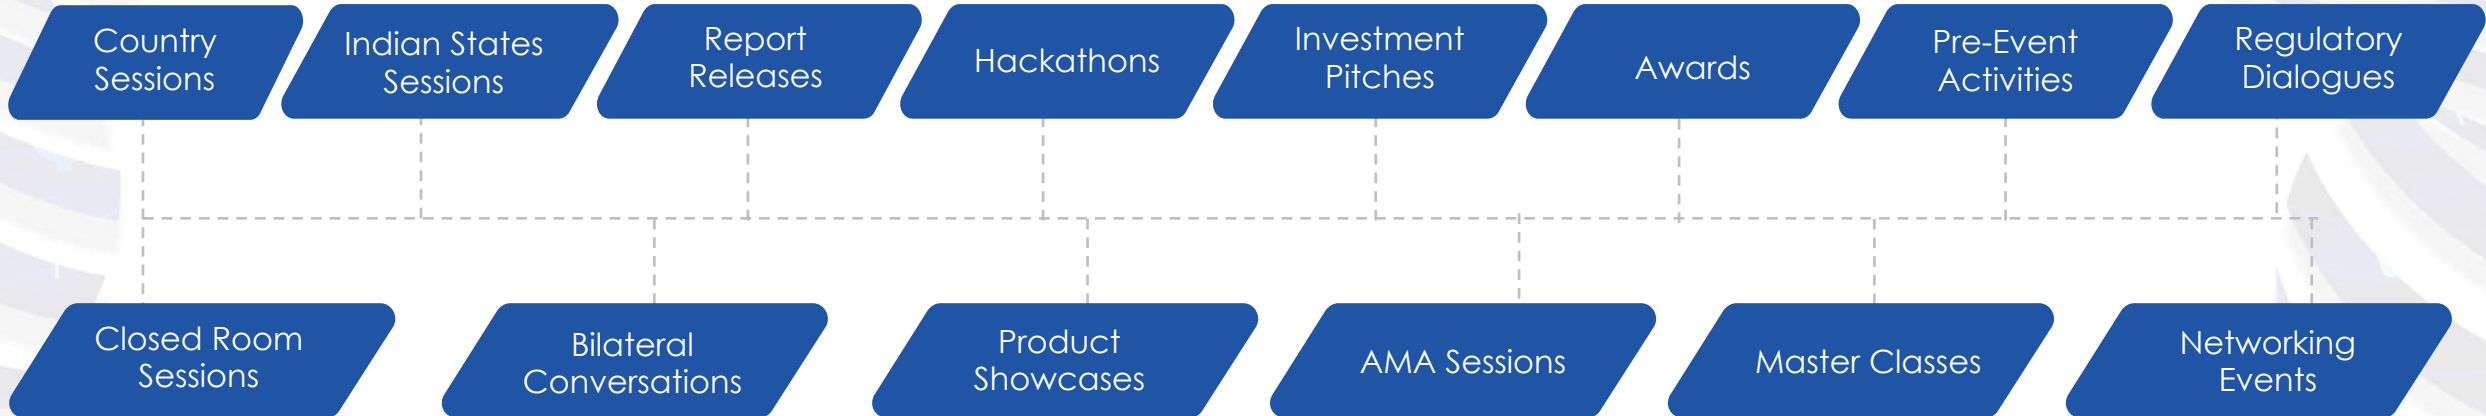 Country
Sessions
Indian States
Sessions
Report
Releases
Hackathons
Investment
Pitches
Awards
Pre-Event
Activities
Regulatory
Dialogues
Closed Room
Sessions
Bilateral
Conversations
Product
Showcases
AMA Sessions
Master Classes
Networking
Events